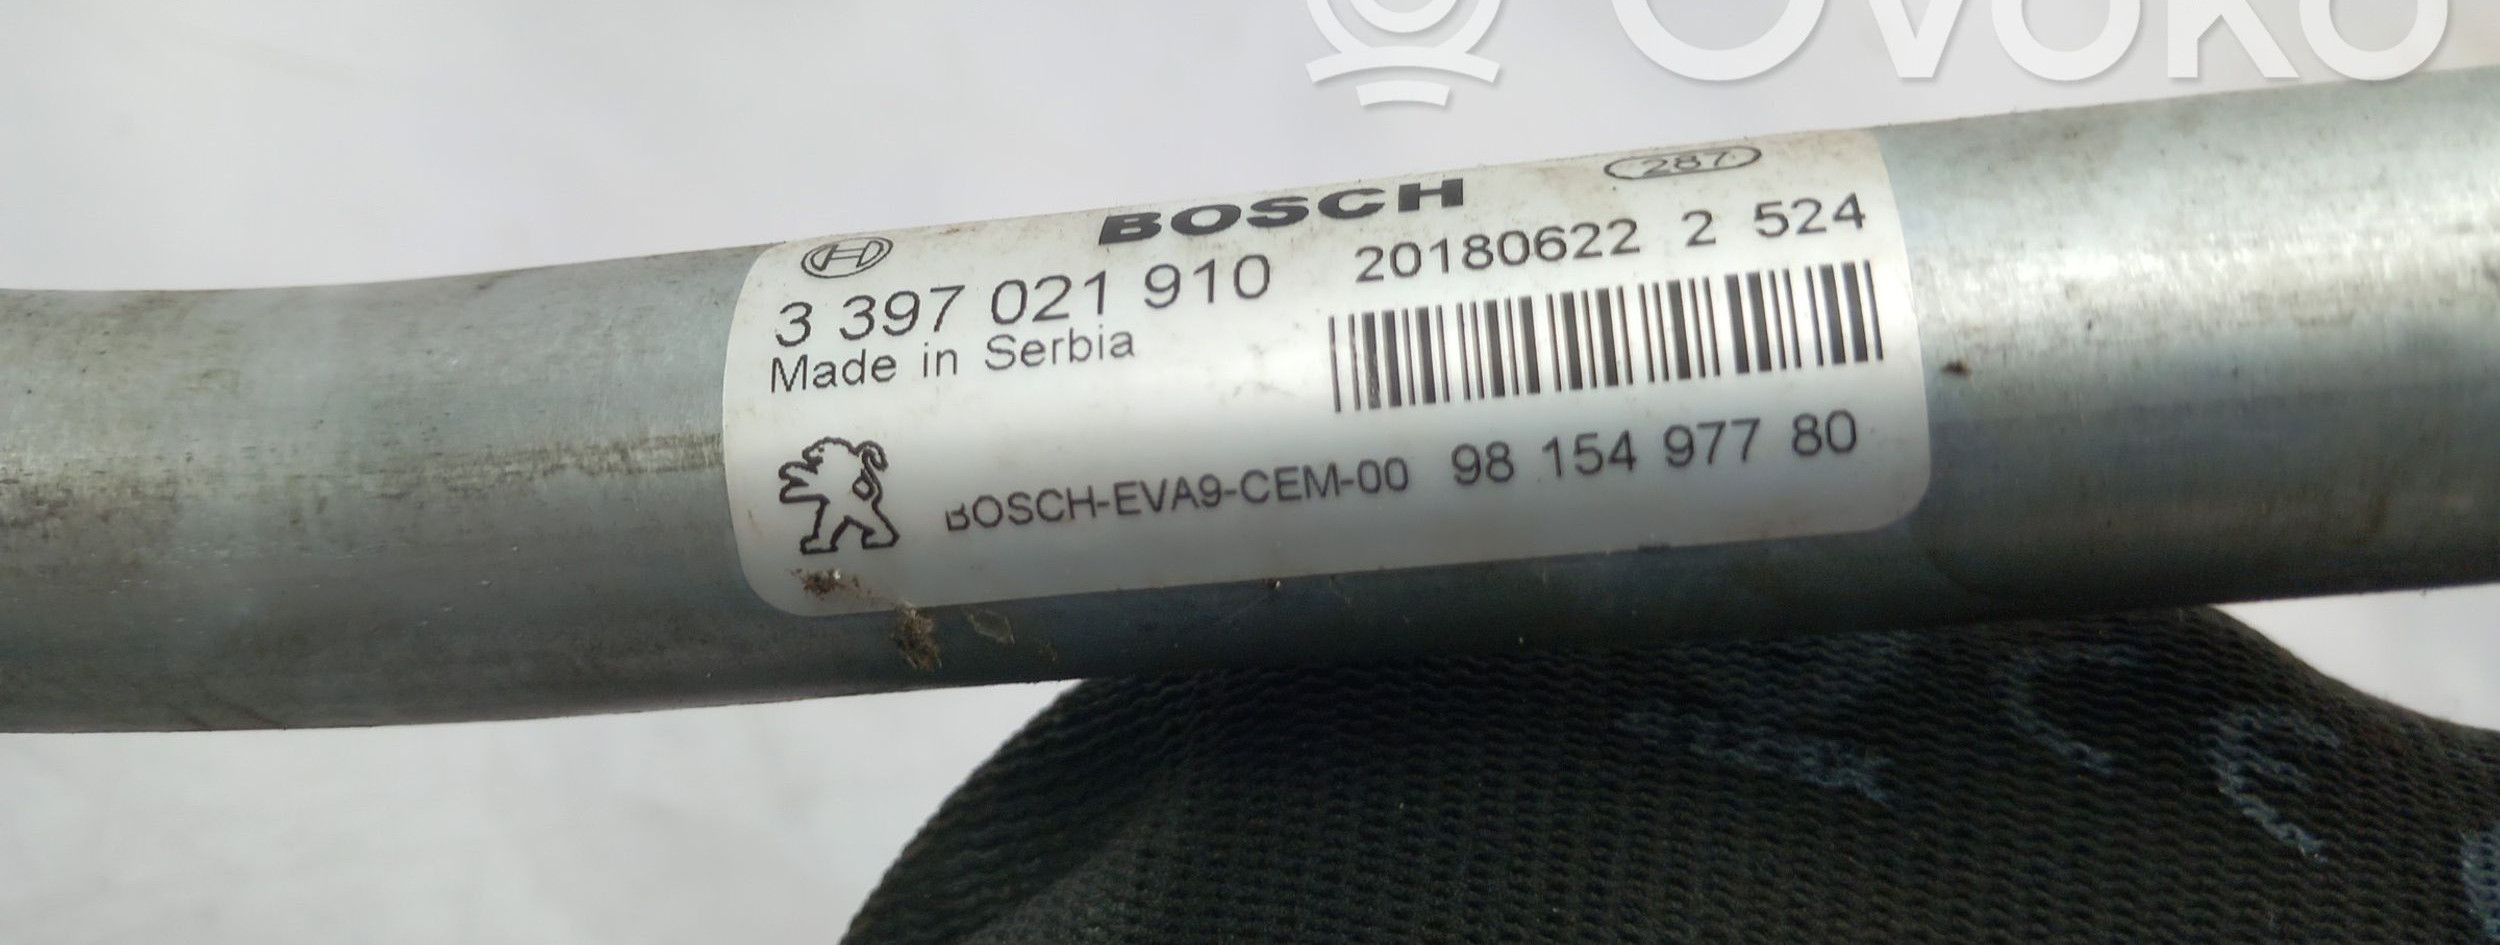 OVOKO
BOSCH 287
3 397 021 910 20180622 2 524
Made in Serbia
BOSCH-EVA9-CEM-00 98 154 977 80